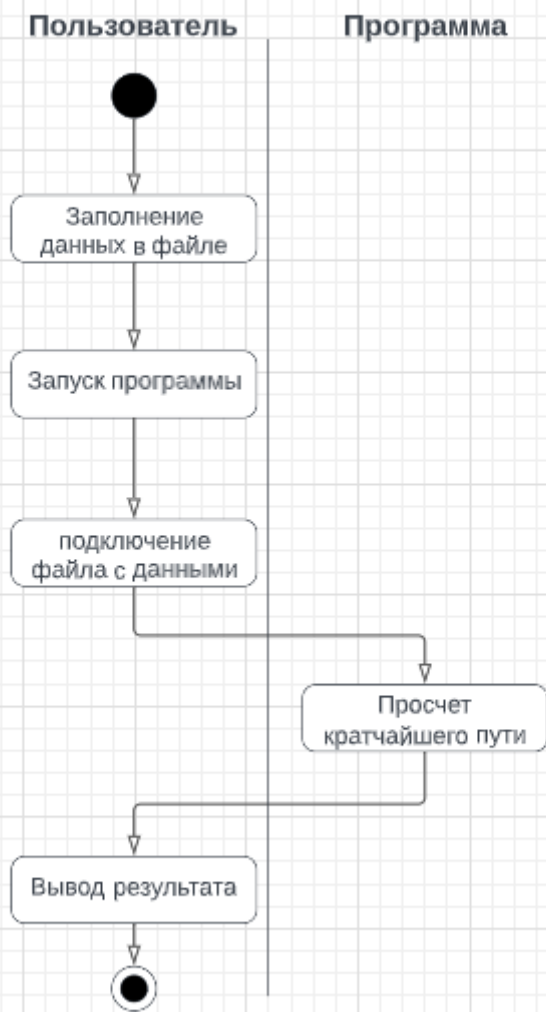 Пользователь
Программа
Заполнение
данных в файле
Запуск программы
подключение
файла с данными
Просчет
кратчайшего пути
Вывод результата